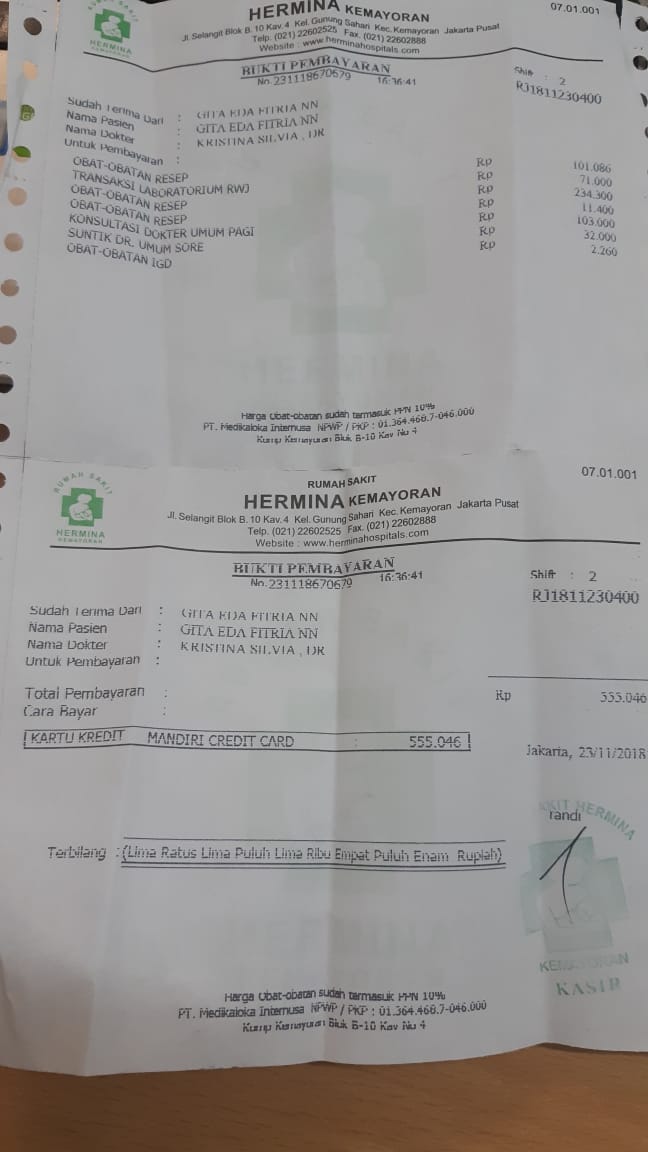 07.01.001
HERMINA KEMAYORAN
HERMINA
KEMAYORAN
Jl. Selangit Blok B. 10 Kav. 4 Kel. Gunung Sahari Kec. Kemayoran Jakarta Pusat
Telp. (021) 22602525 Fax. (021) 22602888
Website : www.herminahospitals.com
BUKTI PEMBAYARAN
No. 231118670679 16:36:41
Shift : 2
RJ1811230400
Sudah Terima Dari : GITA EDA FITRIA NN
Nama Pasien : GITA EDA FITRIA NN
Nama Dokter : KRISTINA SILVIA , DR
Untuk Pembayaran :
OBAT-OBATAN RESEP Rp 101.086
TRANSAKSI LABORATORIUM RWJ Rp 71.000
OBAT-OBATAN RESEP Rp 234.300
OBAT-OBATAN RESEP Rp 11.400
KONSULTASI DOKTER UMUM PAGI Rp 103.000
SUNTIK DR. UMUM SORE Rp 32.000
OBAT-OBATAN IGD Rp 2.260
Harga Obat-obatan sudah termasuk PPN 10%
PT. Medikaloka Internusa NPWP / PKP : 01.364.468.7-046.000
Kemayoran Blok B-10 Kav No 4
07.01.001
RUMAH SAKIT
HERMINA
KEMAYORAN
RUMAH SAKIT
HERMINA KEMAYORAN
Jl. Selangit Blok B. 10 Kav. 4 Kel. Gunung Sahari Kec. Kemayoran Jakarta Pusat
Telp. (021) 22602525 Fax. (021) 22602888
Website : www.herminahospitals.com
BUKTI PEMBAYARAN
No. 231118670679 16:36:41
Shift : 2
RJ1811230400
Sudah Terima Dari : GITA EDA FITRIA NN
Nama Pasien : GITA EDA FITRIA NN
Nama Dokter : KRISTINA SILVIA , DR
Untuk Pembayaran :
Total Pembayaran : Rp 555.046
Cara Bayar :
KARTU KREDIT MANDIRI CREDIT CARD : 555.046
Jakarta, 23/11/2018
HERMINA
randi
Terbilang : (Lima Ratus Lima Puluh Lima Ribu Empat Puluh Enam Rupiah)
KEMAYORAN
KASIR
Harga Obat-obatan sudah termasuk PPN 10%
PT. Medikaloka Internusa NPWP / PKP : 01.364.468.7-046.000
Kemayoran Blok B-10 Kav No 4